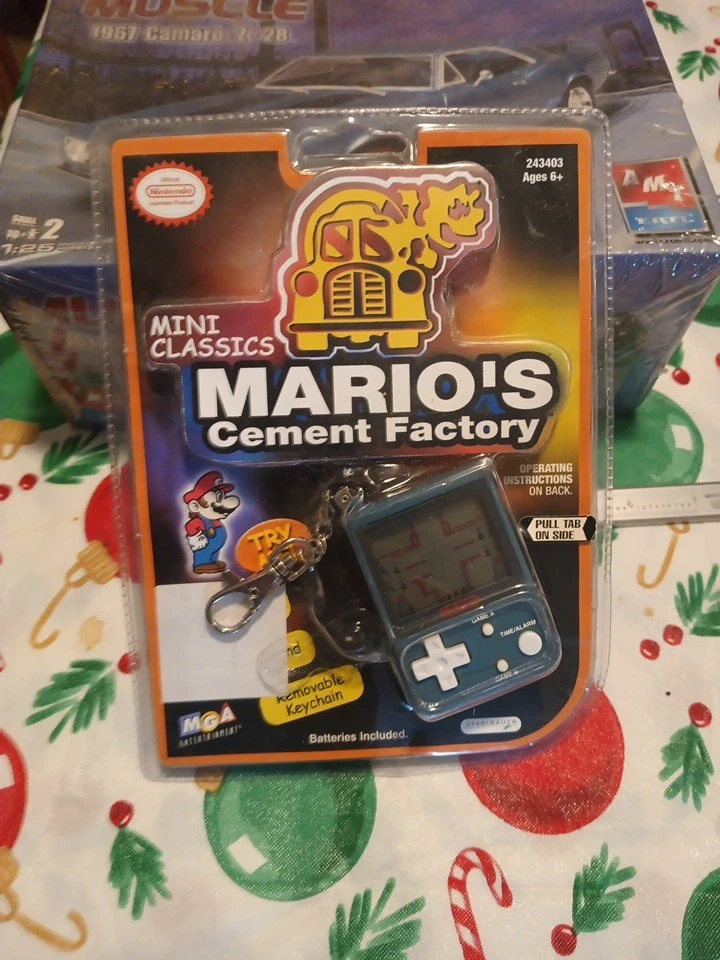 MUSCLE
1967 Camaro Z/28
2
1:25
AMT
ERTL
Official
Nintendo
Licensed Product
243403
Ages 6+
MINI
CLASSICS
MARIO'S
Cement Factory
OPERATING
INSTRUCTIONS
ON BACK.
PULL TAB
ON SIDE
TRY
GAME A
TIME/ALARM
GAME B
nd
Removable
Keychain
MGA
ENTERTAINMENT
Batteries Included.
STADLBAUER